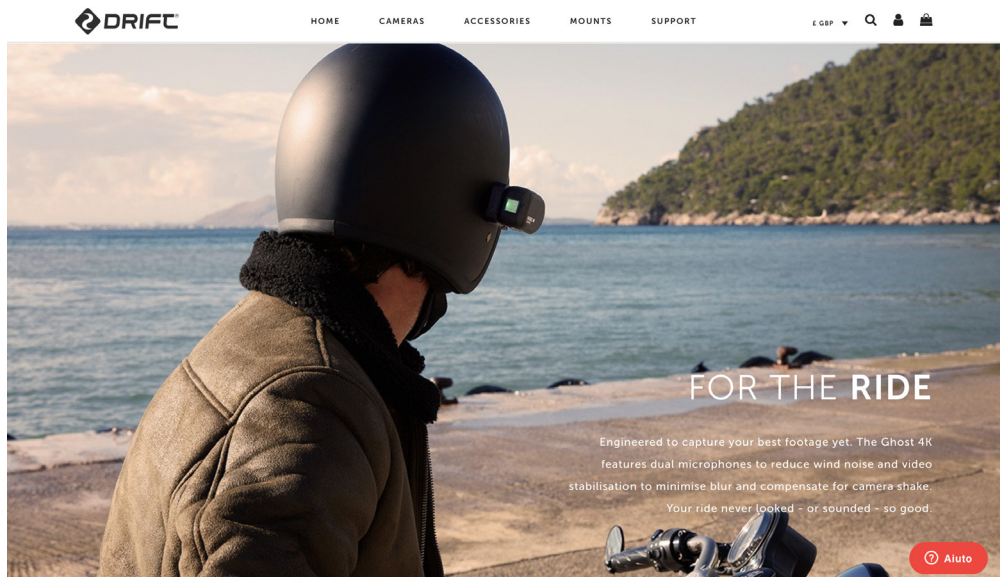 DRIFT
HOME CAMERAS ACCESSORIES MOUNTS SUPPORT £ GBP
FOR THE RIDE
Engineered to capture your best footage yet. The Ghost 4K
features dual microphones to reduce wind noise and video
stabilisation to minimise blur and compensate for camera shake.
Your ride never looked - or sounded - so good.
Aiuto